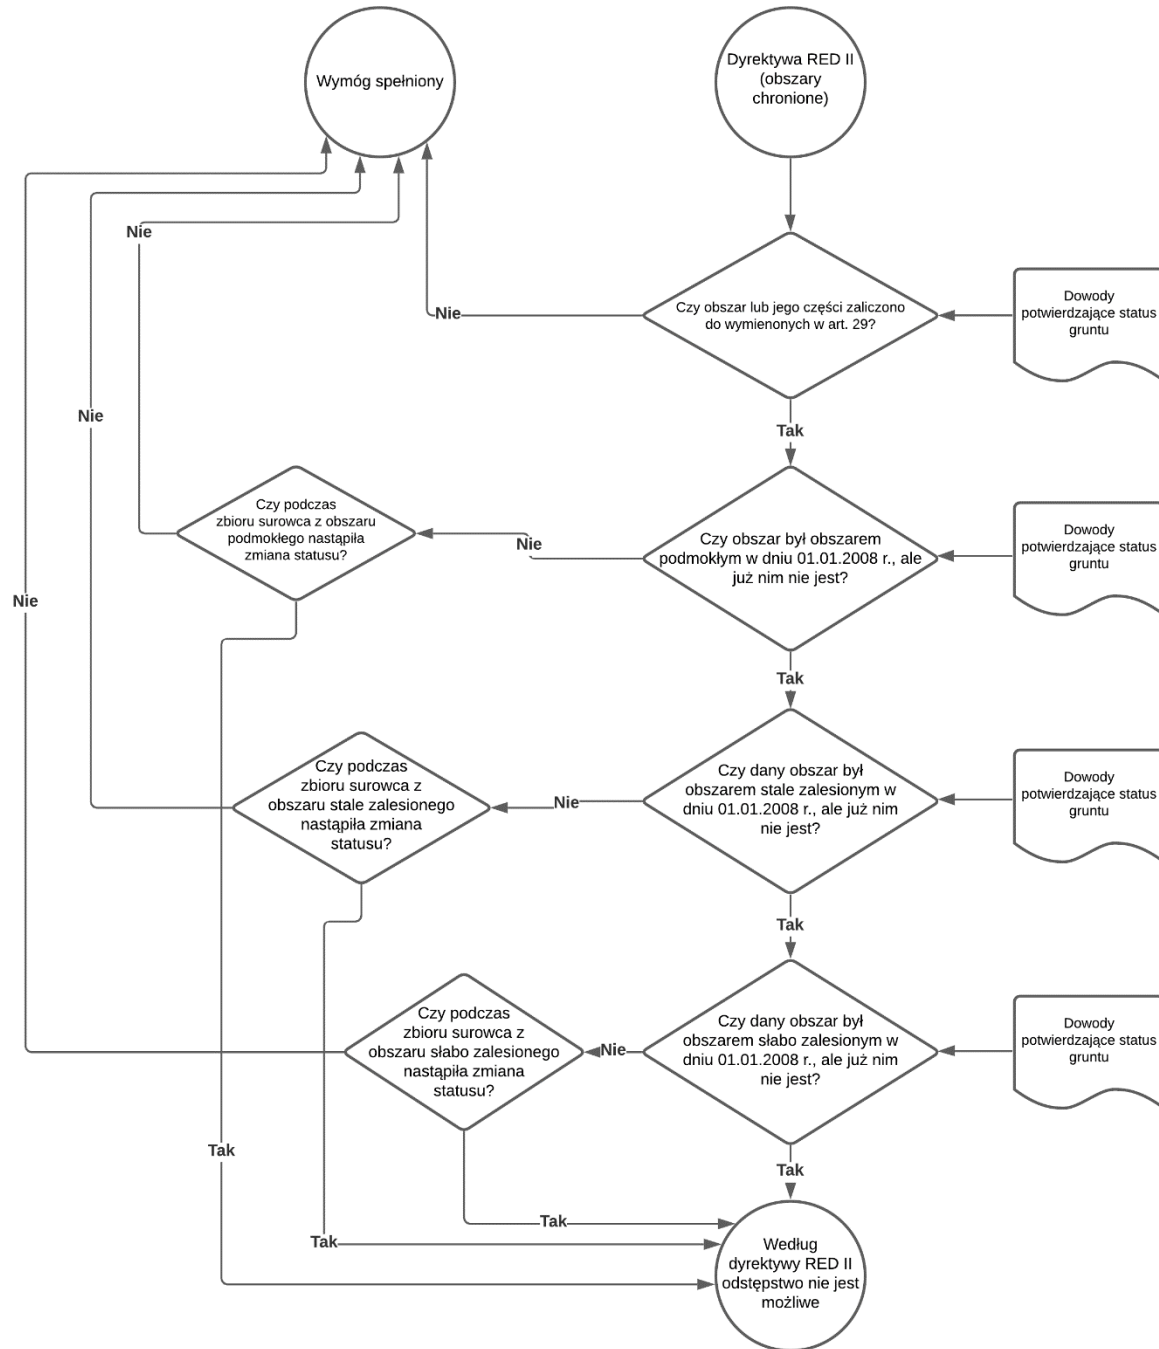 Wymóg spełniony
Dyrektywa RED II
(obszary
chronione)
Nie
Nie
Czy obszar lub jego części zaliczono
do wymienonych w art. 29?
Dowody
potwierdzające status
gruntu
Nie
Tak
Czy podczas
zbioru surowca z obszaru
podmokłego nastąpiła
zmiana statusu?
Nie
Czy obszar był obszarem
podmokłym w dniu 01.01.2008 r., ale
już nim nie jest?
Dowody
potwierdzające status
gruntu
Nie
Tak
Czy podczas
zbioru surowca z
obszaru stale zalesionego
nastąpiła zmiana
statusu?
Nie
Czy dany obszar był
obszarem stale zalesionym w
dniu 01.01.2008 r., ale już nim
nie jest?
Dowody
potwierdzające status
gruntu
Tak
Czy podczas
zbioru surowca z
obszaru słabo zalesionego
nastąpiła zmiana
statusu?
Nie
Czy dany obszar był
obszarem słabo zalesionym w
dniu 01.01.2008 r., ale już nim
nie jest?
Dowody
potwierdzające status
gruntu
Tak
Tak
Tak
Tak
Według
dyrektywy RED II
odstępstwo nie jest
możliwe